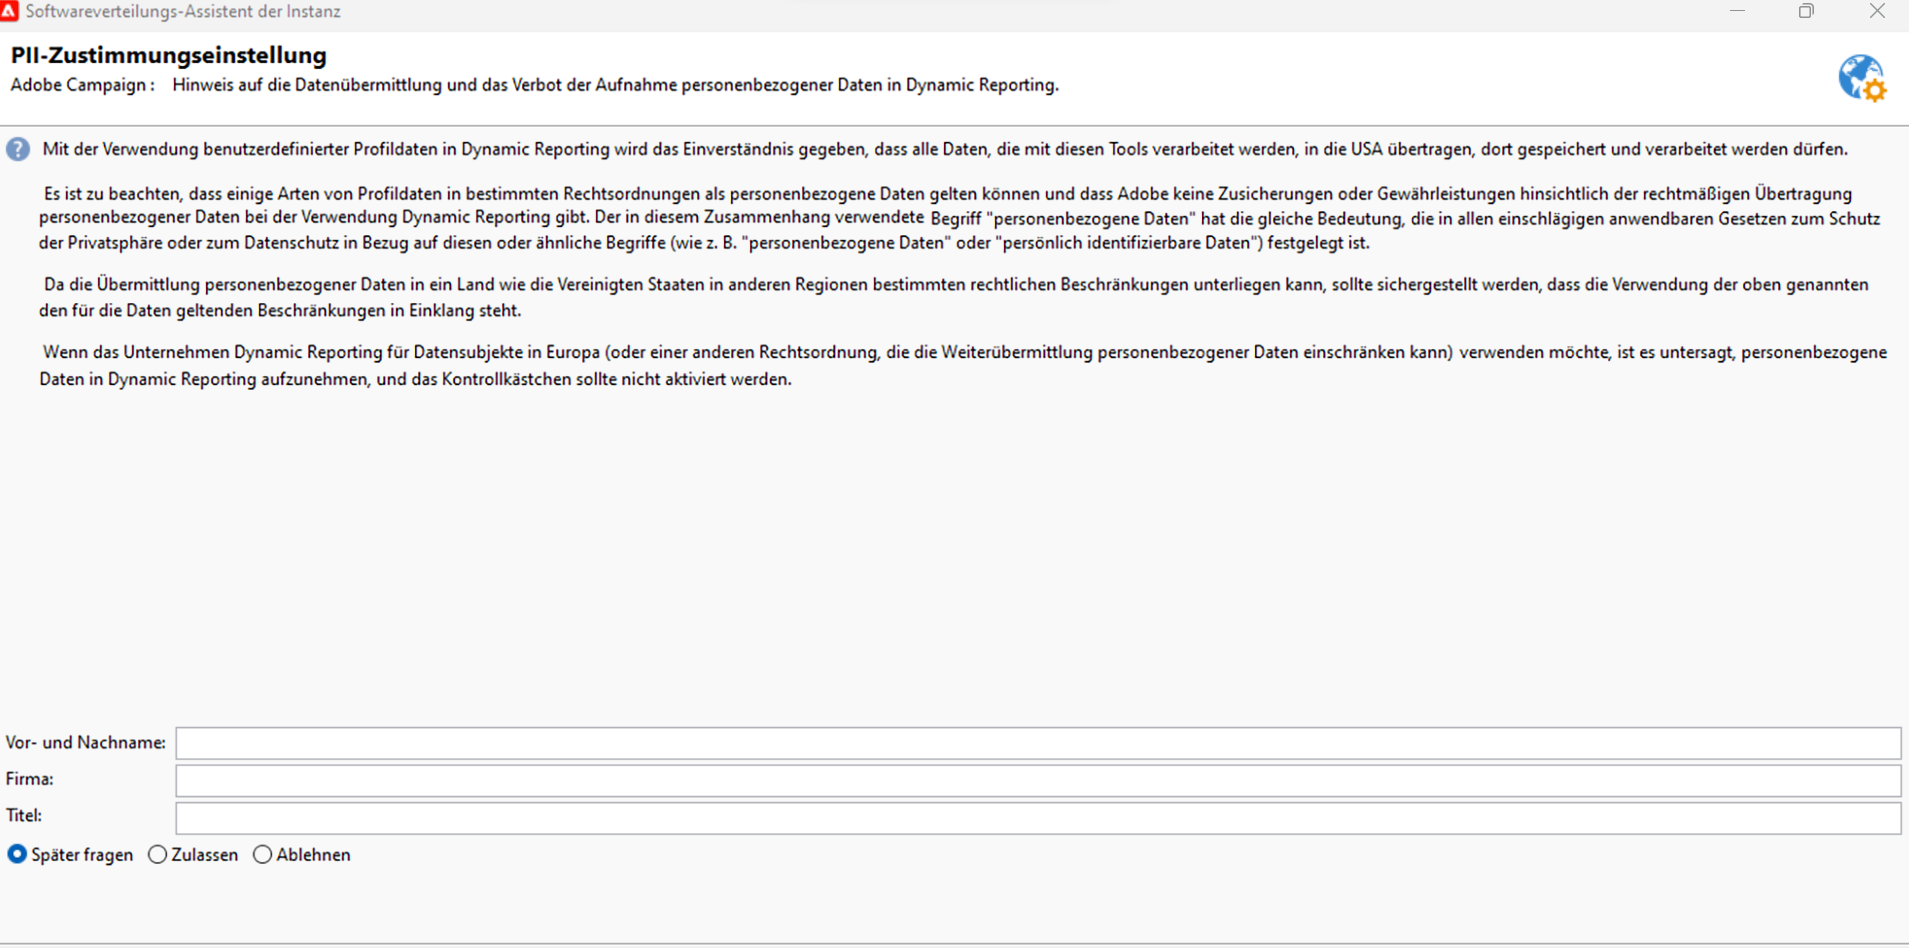 Softwareverteilungs-Assistent der Instanz
PII-Zustimmungseinstellung
Adobe Campaign : Hinweis auf die Datenübermittlung und das Verbot der Aufnahme personenbezogener Daten in Dynamic Reporting.
Mit der Verwendung benutzerdefinierter Profildaten in Dynamic Reporting wird das Einverständnis gegeben, dass alle Daten, die mit diesen Tools verarbeitet werden, in die USA übertragen, dort gespeichert und verarbeitet werden dürfen.
Es ist zu beachten, dass einige Arten von Profildaten in bestimmten Rechtsordnungen als personenbezogene Daten gelten können und dass Adobe keine Zusicherungen oder Gewährleistungen hinsichtlich der rechtmäßigen Übertragung
personenbezogener Daten bei der Verwendung Dynamic Reporting gibt. Der in diesem Zusammenhang verwendete Begriff "personenbezogene Daten" hat die gleiche Bedeutung, die in allen einschlägigen anwendbaren Gesetzen zum Schutz
der Privatsphäre oder zum Datenschutz in Bezug auf diesen oder ähnliche Begriffe (wie z. B. "personenbezogene Daten" oder "persönlich identifizierbare Daten") festgelegt ist.
Da die Übermittlung personenbezogener Daten in ein Land wie die Vereinigten Staaten in anderen Regionen bestimmten rechtlichen Beschränkungen unterliegen kann, sollte sichergestellt werden, dass die Verwendung der oben genannten
den für die Daten geltenden Beschränkungen in Einklang steht.
Wenn das Unternehmen Dynamic Reporting für Datensubjekte in Europa (oder einer anderen Rechtsordnung, die die Weiterübermittlung personenbezogener Daten einschränken kann) verwenden möchte, ist es untersagt, personenbezogene
Daten in Dynamic Reporting aufzunehmen, und das Kontrollkästchen sollte nicht aktiviert werden.
Vor- und Nachname:
Firma:
Titel:
Später fragen Zulassen Ablehnen